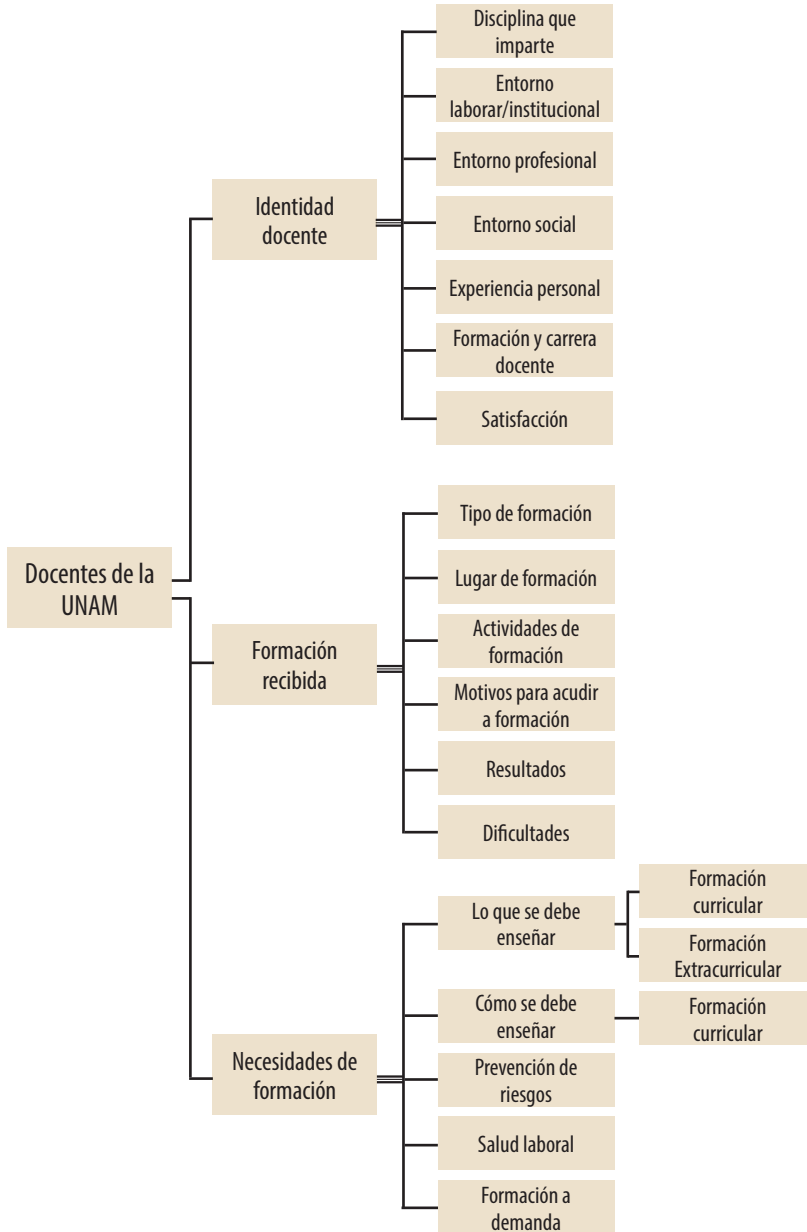 Docentes de la
UNAM
Identidad
docente
Disciplina que
imparte
Entorno
laborar/institucional
Entorno profesional
Entorno social
Experiencia personal
Formación y carrera
docente
Satisfacción
Formación
recibida
Tipo de formación
Lugar de formación
Actividades de
formación
Motivos para acudir
a formación
Resultados
Dificultades
Necesidades de
formación
Lo que se debe
enseñar
Formación
curricular
Formación
Extracurricular
Cómo se debe
enseñar
Formación
curricular
Prevención de
riesgos
Salud laboral
Formación a
demanda